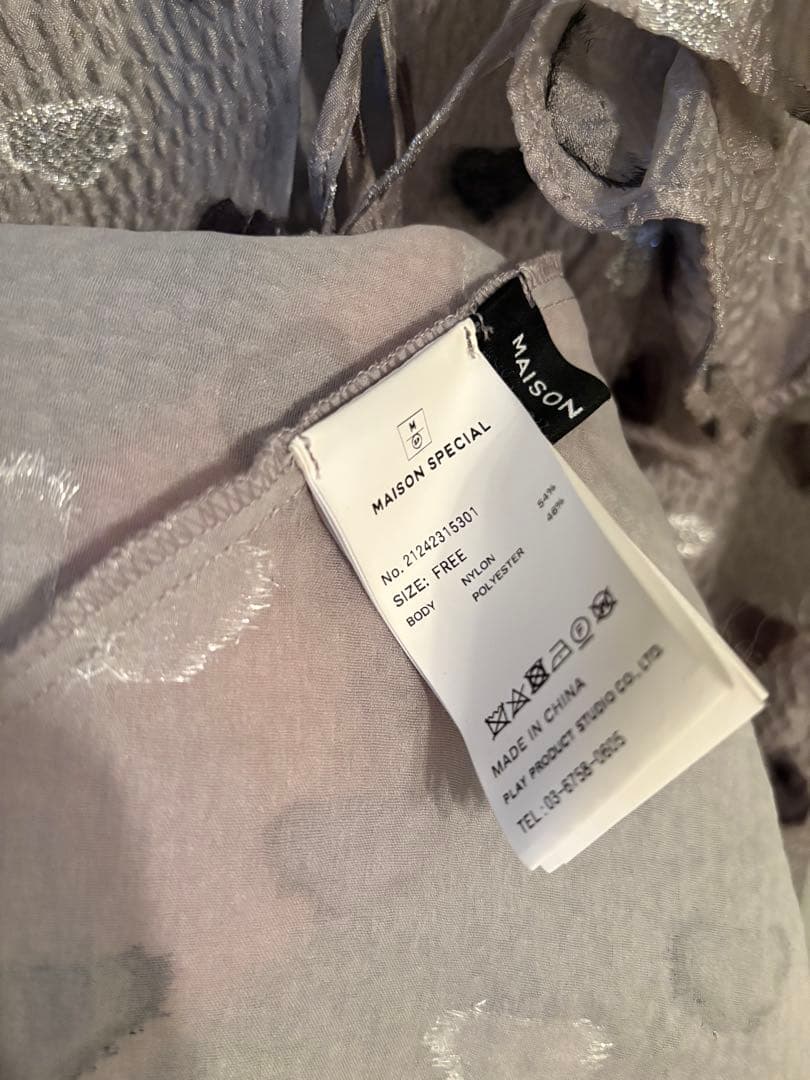 MAISON
M
SP
MAISON SPECIAL
No. 21242315301
SIZE: FREE
BODY NYLON 54%
POLYESTER 46%
MADE IN CHINA
PLAY PRODUCT STUDIO CO., LTD.
TEL : 03-6758-0605